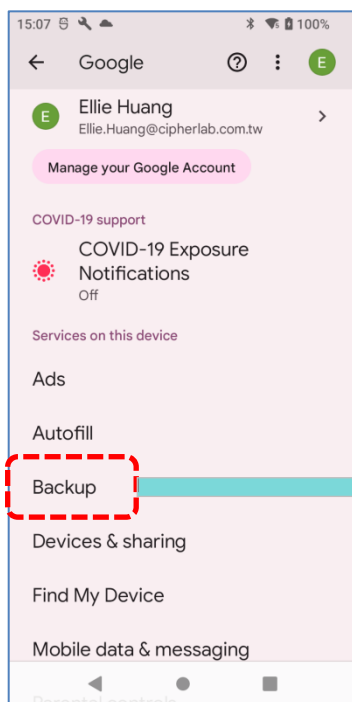 15:07 100%
Google
E
E
Ellie Huang
Ellie.Huang@cipherlab.com.tw
Manage your Google Account
COVID-19 support
COVID-19 Exposure
Notifications
Off
Services on this device
Ads
Autofill
Backup
Devices & sharing
Find My Device
Mobile data & messaging
Parental controls